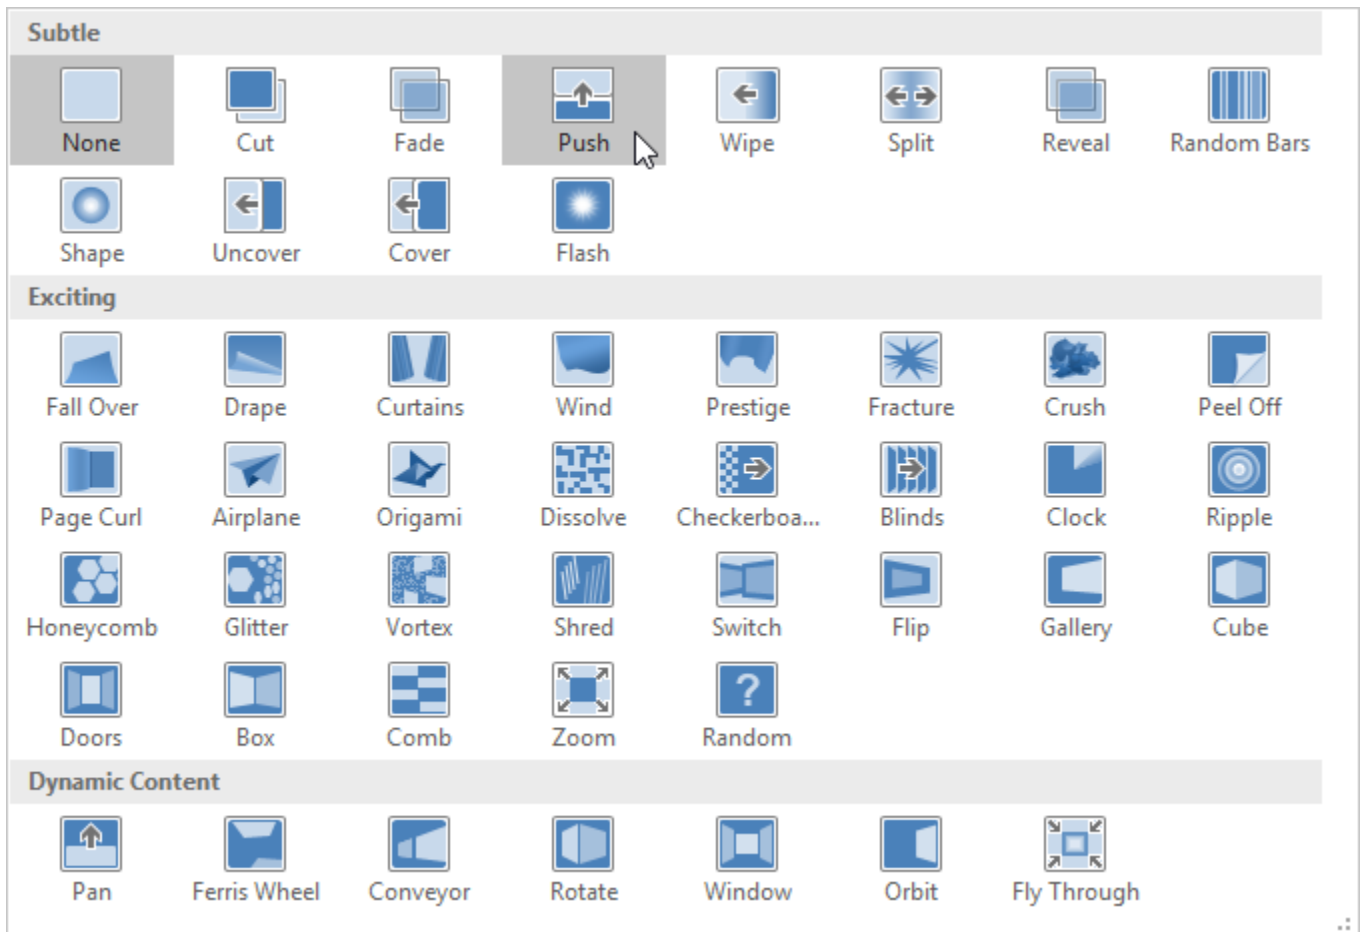 Subtle
None Cut Fade Push Wipe Split Reveal Random Bars
Shape Uncover Cover Flash
Exciting
Fall Over Drape Curtains Wind Prestige Fracture Crush Peel Off
Page Curl Airplane Origami Dissolve Checkerboa... Blinds Clock Ripple
Honeycomb Glitter Vortex Shred Switch Flip Gallery Cube
?
Doors Box Comb Zoom Random
Dynamic Content
Pan Ferris Wheel Conveyor Rotate Window Orbit Fly Through